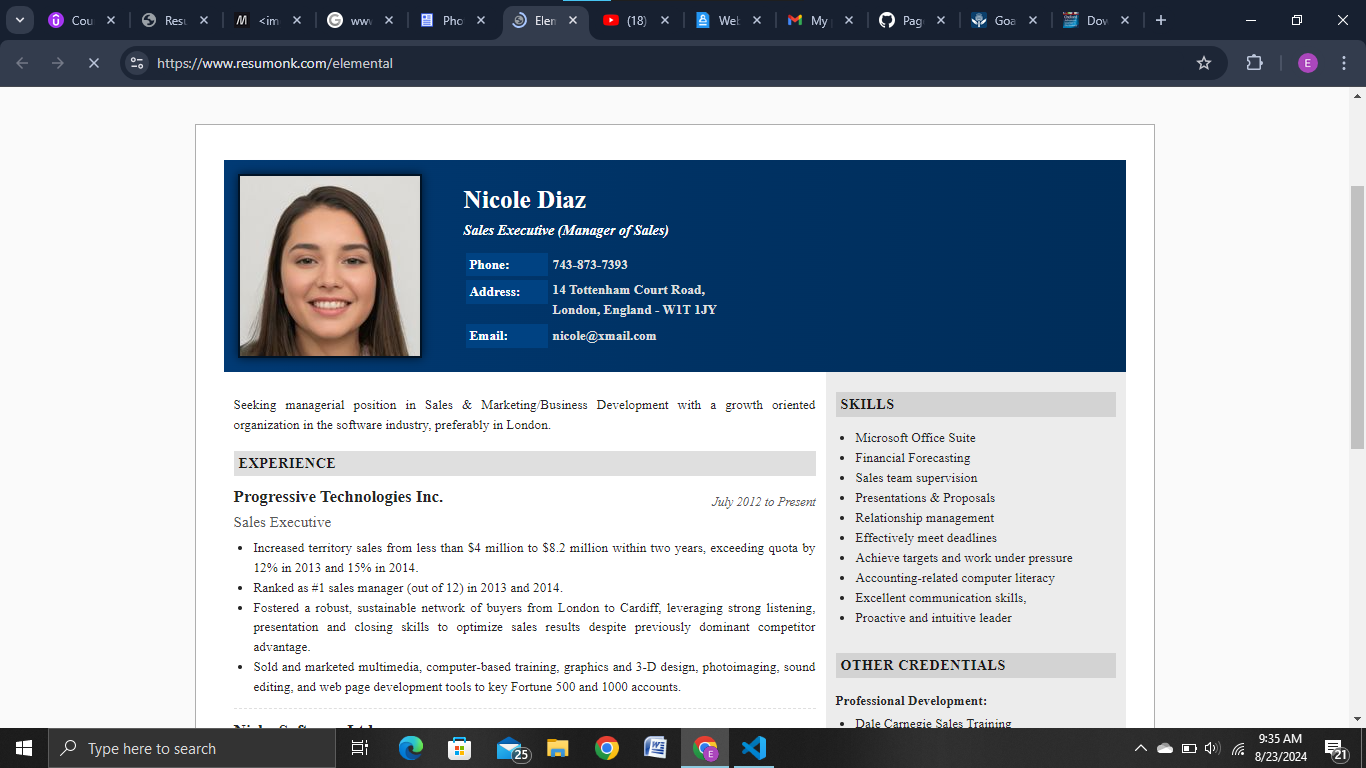 Cou
Resu
<im
www
Pho
Elen
(18)
Web
My
Page
Goa
Dow
https://www.resumonk.com/elemental
E
Nicole Diaz
Sales Executive (Manager of Sales)
Phone: 743-873-7393
Address: 14 Tottenham Court Road,
London, England - W1T 1JY
Email: nicole@xmail.com
Seeking managerial position in Sales & Marketing/Business Development with a growth oriented
organization in the software industry, preferably in London.
EXPERIENCE
Progressive Technologies Inc.
July 2012 to Present
Sales Executive
• Increased territory sales from less than $4 million to $8.2 million within two years, exceeding quota by
12% in 2013 and 15% in 2014.
• Ranked as #1 sales manager (out of 12) in 2013 and 2014.
• Fostered a robust, sustainable network of buyers from London to Cardiff, leveraging strong listening,
presentation and closing skills to optimize sales results despite previously dominant competitor
advantage.
• Sold and marketed multimedia, computer-based training, graphics and 3-D design, photoimaging, sound
editing, and web page development tools to key Fortune 500 and 1000 accounts.
SKILLS
• Microsoft Office Suite
• Financial Forecasting
• Sales team supervision
• Presentations & Proposals
• Relationship management
• Effectively meet deadlines
• Achieve targets and work under pressure
• Accounting-related computer literacy
• Excellent communication skills,
• Proactive and intuitive leader
OTHER CREDENTIALS
Professional Development:
• Dale Carnegie Sales Training
Type here to search
25
E
9:35 AM
8/23/2024
21